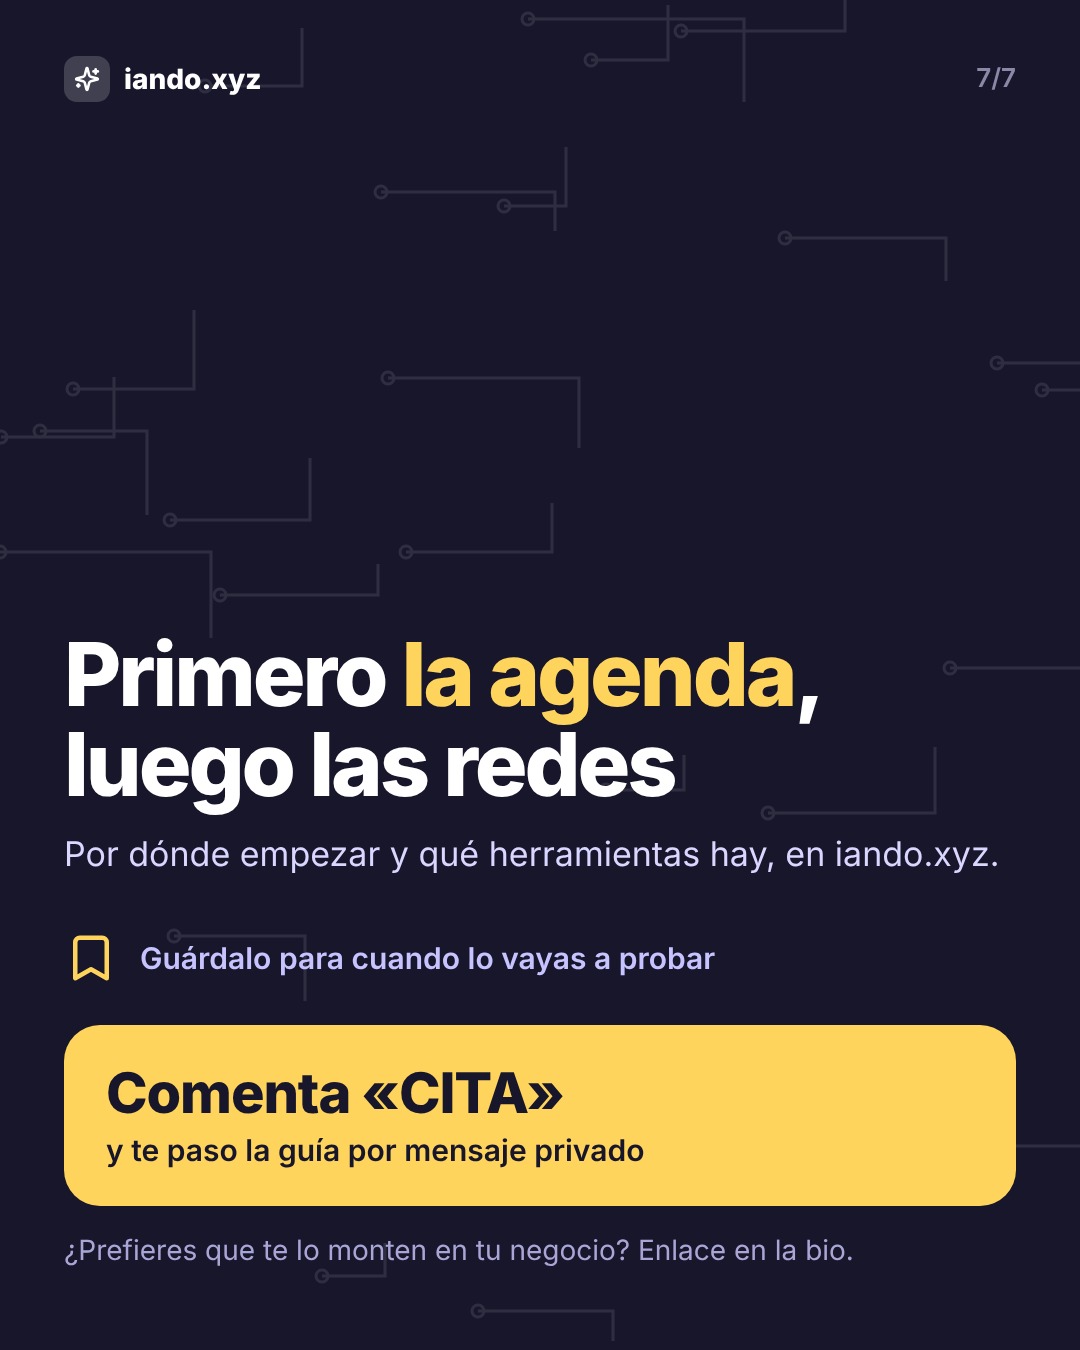 iando.xyz
7/7
Primero la agenda,
luego las redes
Por dónde empezar y qué herramientas hay, en iando.xyz.
Guárdalo para cuando lo vayas a probar
Comenta «CITA»
y te paso la guía por mensaje privado
¿Prefieres que te lo monten en tu negocio? Enlace en la bio.